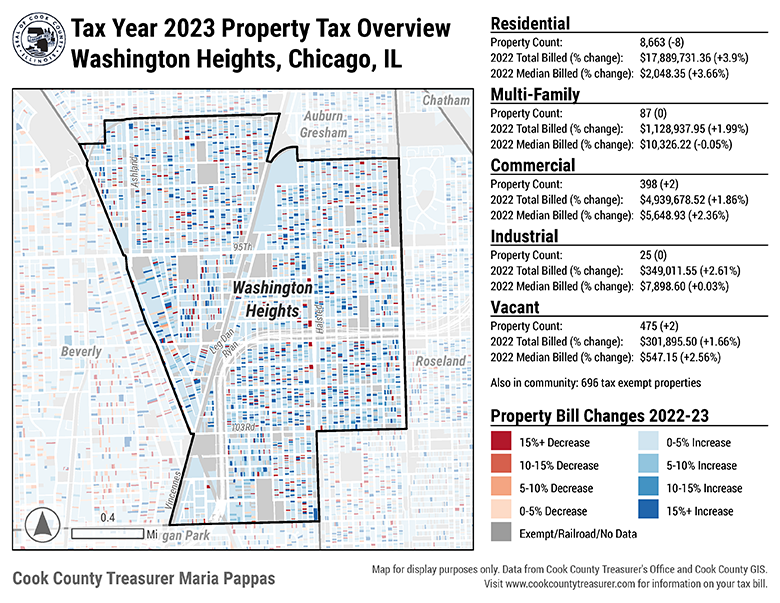 Tax Year 2023 Property Tax Overview
Washington Heights, Chicago, IL
Chatham
Auburn
Gresham
Ashland
95Th
Washington
Heights
Halsted
Dan
Ryan
Beverly
Roseland
103Rd
Vincennes
0.4
Mi
gan Park
Residential
Property Count: 8,663 (-8)
2022 Total Billed (% change): $17,889,731.36 (+3.9%)
2022 Median Billed (% change): $2,048.35 (+3.66%)
Multi-Family
Property Count: 87 (0)
2022 Total Billed (% change): $1,128,937.95 (+1.99%)
2022 Median Billed (% change): $10,326.22 (-0.05%)
Commercial
Property Count: 398 (+2)
2022 Total Billed (% change): $4,939,678.52 (+1.86%)
2022 Median Billed (% change): $5,648.93 (+2.36%)
Industrial
Property Count: 25 (0)
2022 Total Billed (% change): $349,011.55 (+2.61%)
2022 Median Billed (% change): $7,898.60 (+0.03%)
Vacant
Property Count: 475 (+2)
2022 Total Billed (% change): $301,895.50 (+1.66%)
2022 Median Billed (% change): $547.15 (+2.56%)
Also in community: 696 tax exempt properties
Property Bill Changes 2022-23
15%+ Decrease 0-5% Increase
10-15% Decrease 5-10% Increase
5-10% Decrease 10-15% Increase
0-5% Decrease 15%+ Increase
Exempt/Railroad/No Data
Cook County Treasurer Maria Pappas
Map for display purposes only. Data from Cook County Treasurer's Office and Cook County GIS.
Visit www.cookcountytreasurer.com for information on your tax bill.